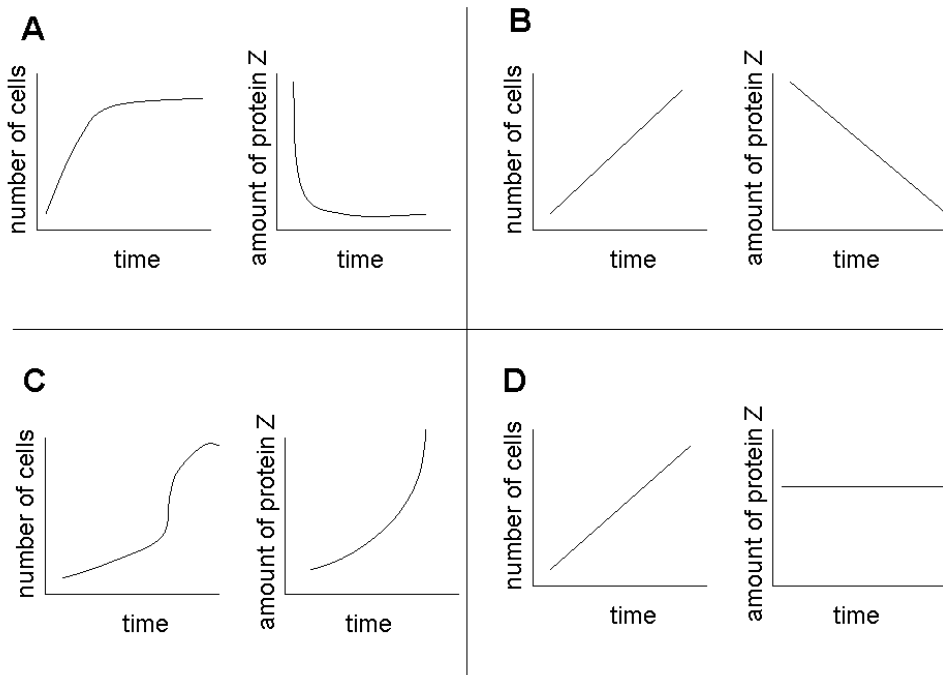 A
number of cells
time
amount of protein Z
time
B
number of cells
time
amount of protein Z
time
C
number of cells
time
amount of protein Z
time
D
number of cells
time
amount of protein Z
time